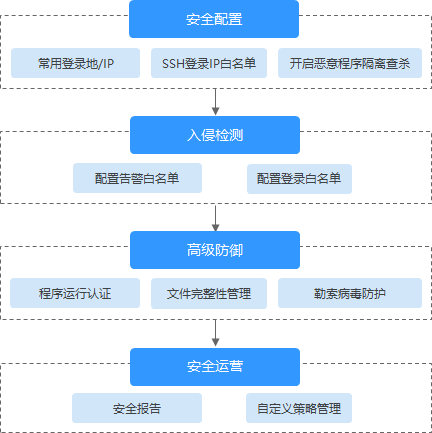 安全配置
常用登录地/IP
SSH登录IP白名单
开启恶意程序隔离查杀
入侵检测
配置告警白名单
配置登录白名单
高级防御
程序运行认证
文件完整性管理
勒索病毒防护
安全运营
安全报告
自定义策略管理